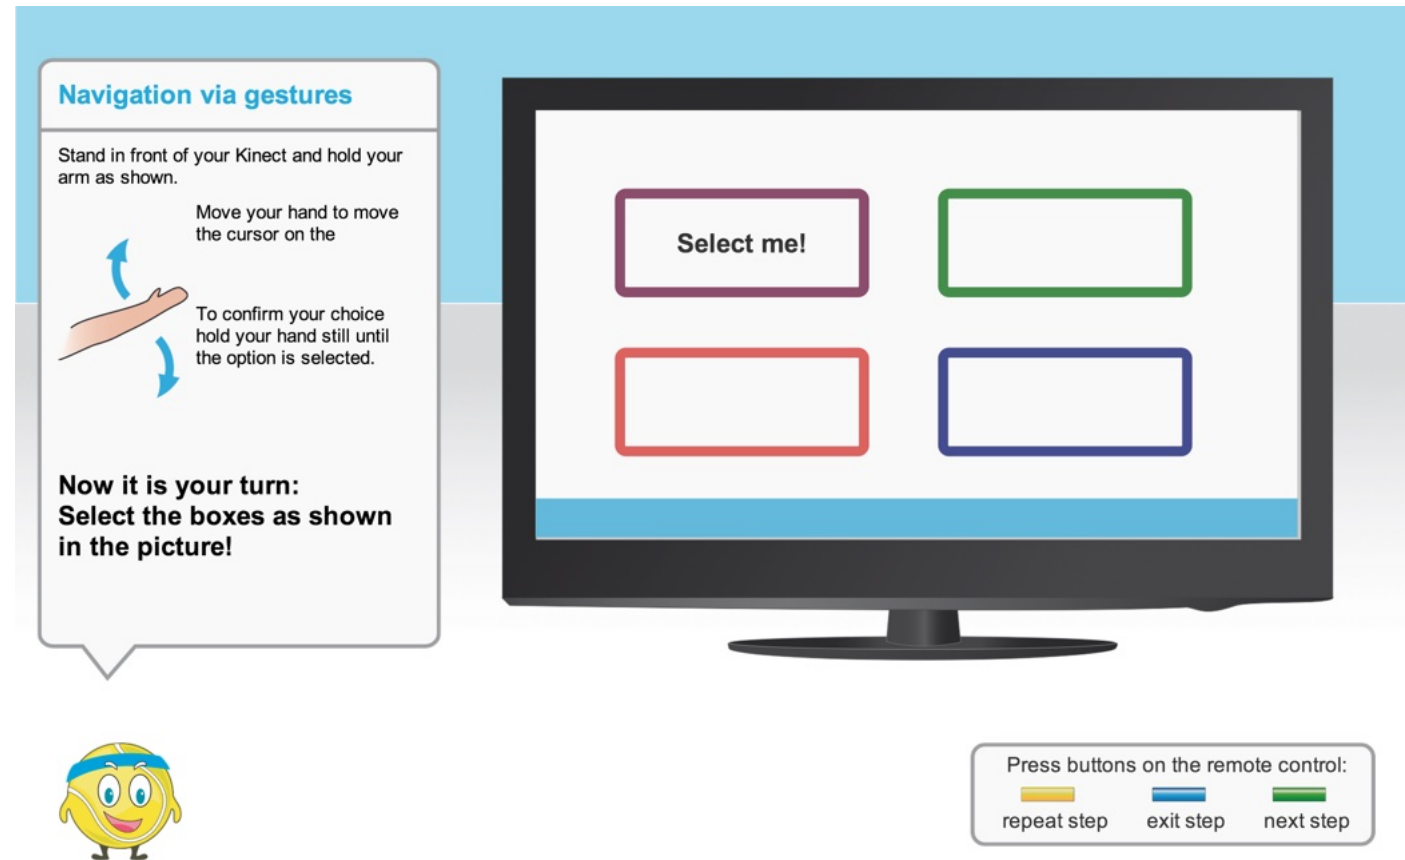 Navigation via gestures
Stand in front of your Kinect and hold your
arm as shown.
Move your hand to move
the cursor on the
To confirm your choice
hold your hand still until
the option is selected.
Now it is your turn:
Select the boxes as shown
in the picture!
Select me!
Press buttons on the remote control:
repeat step exit step next step